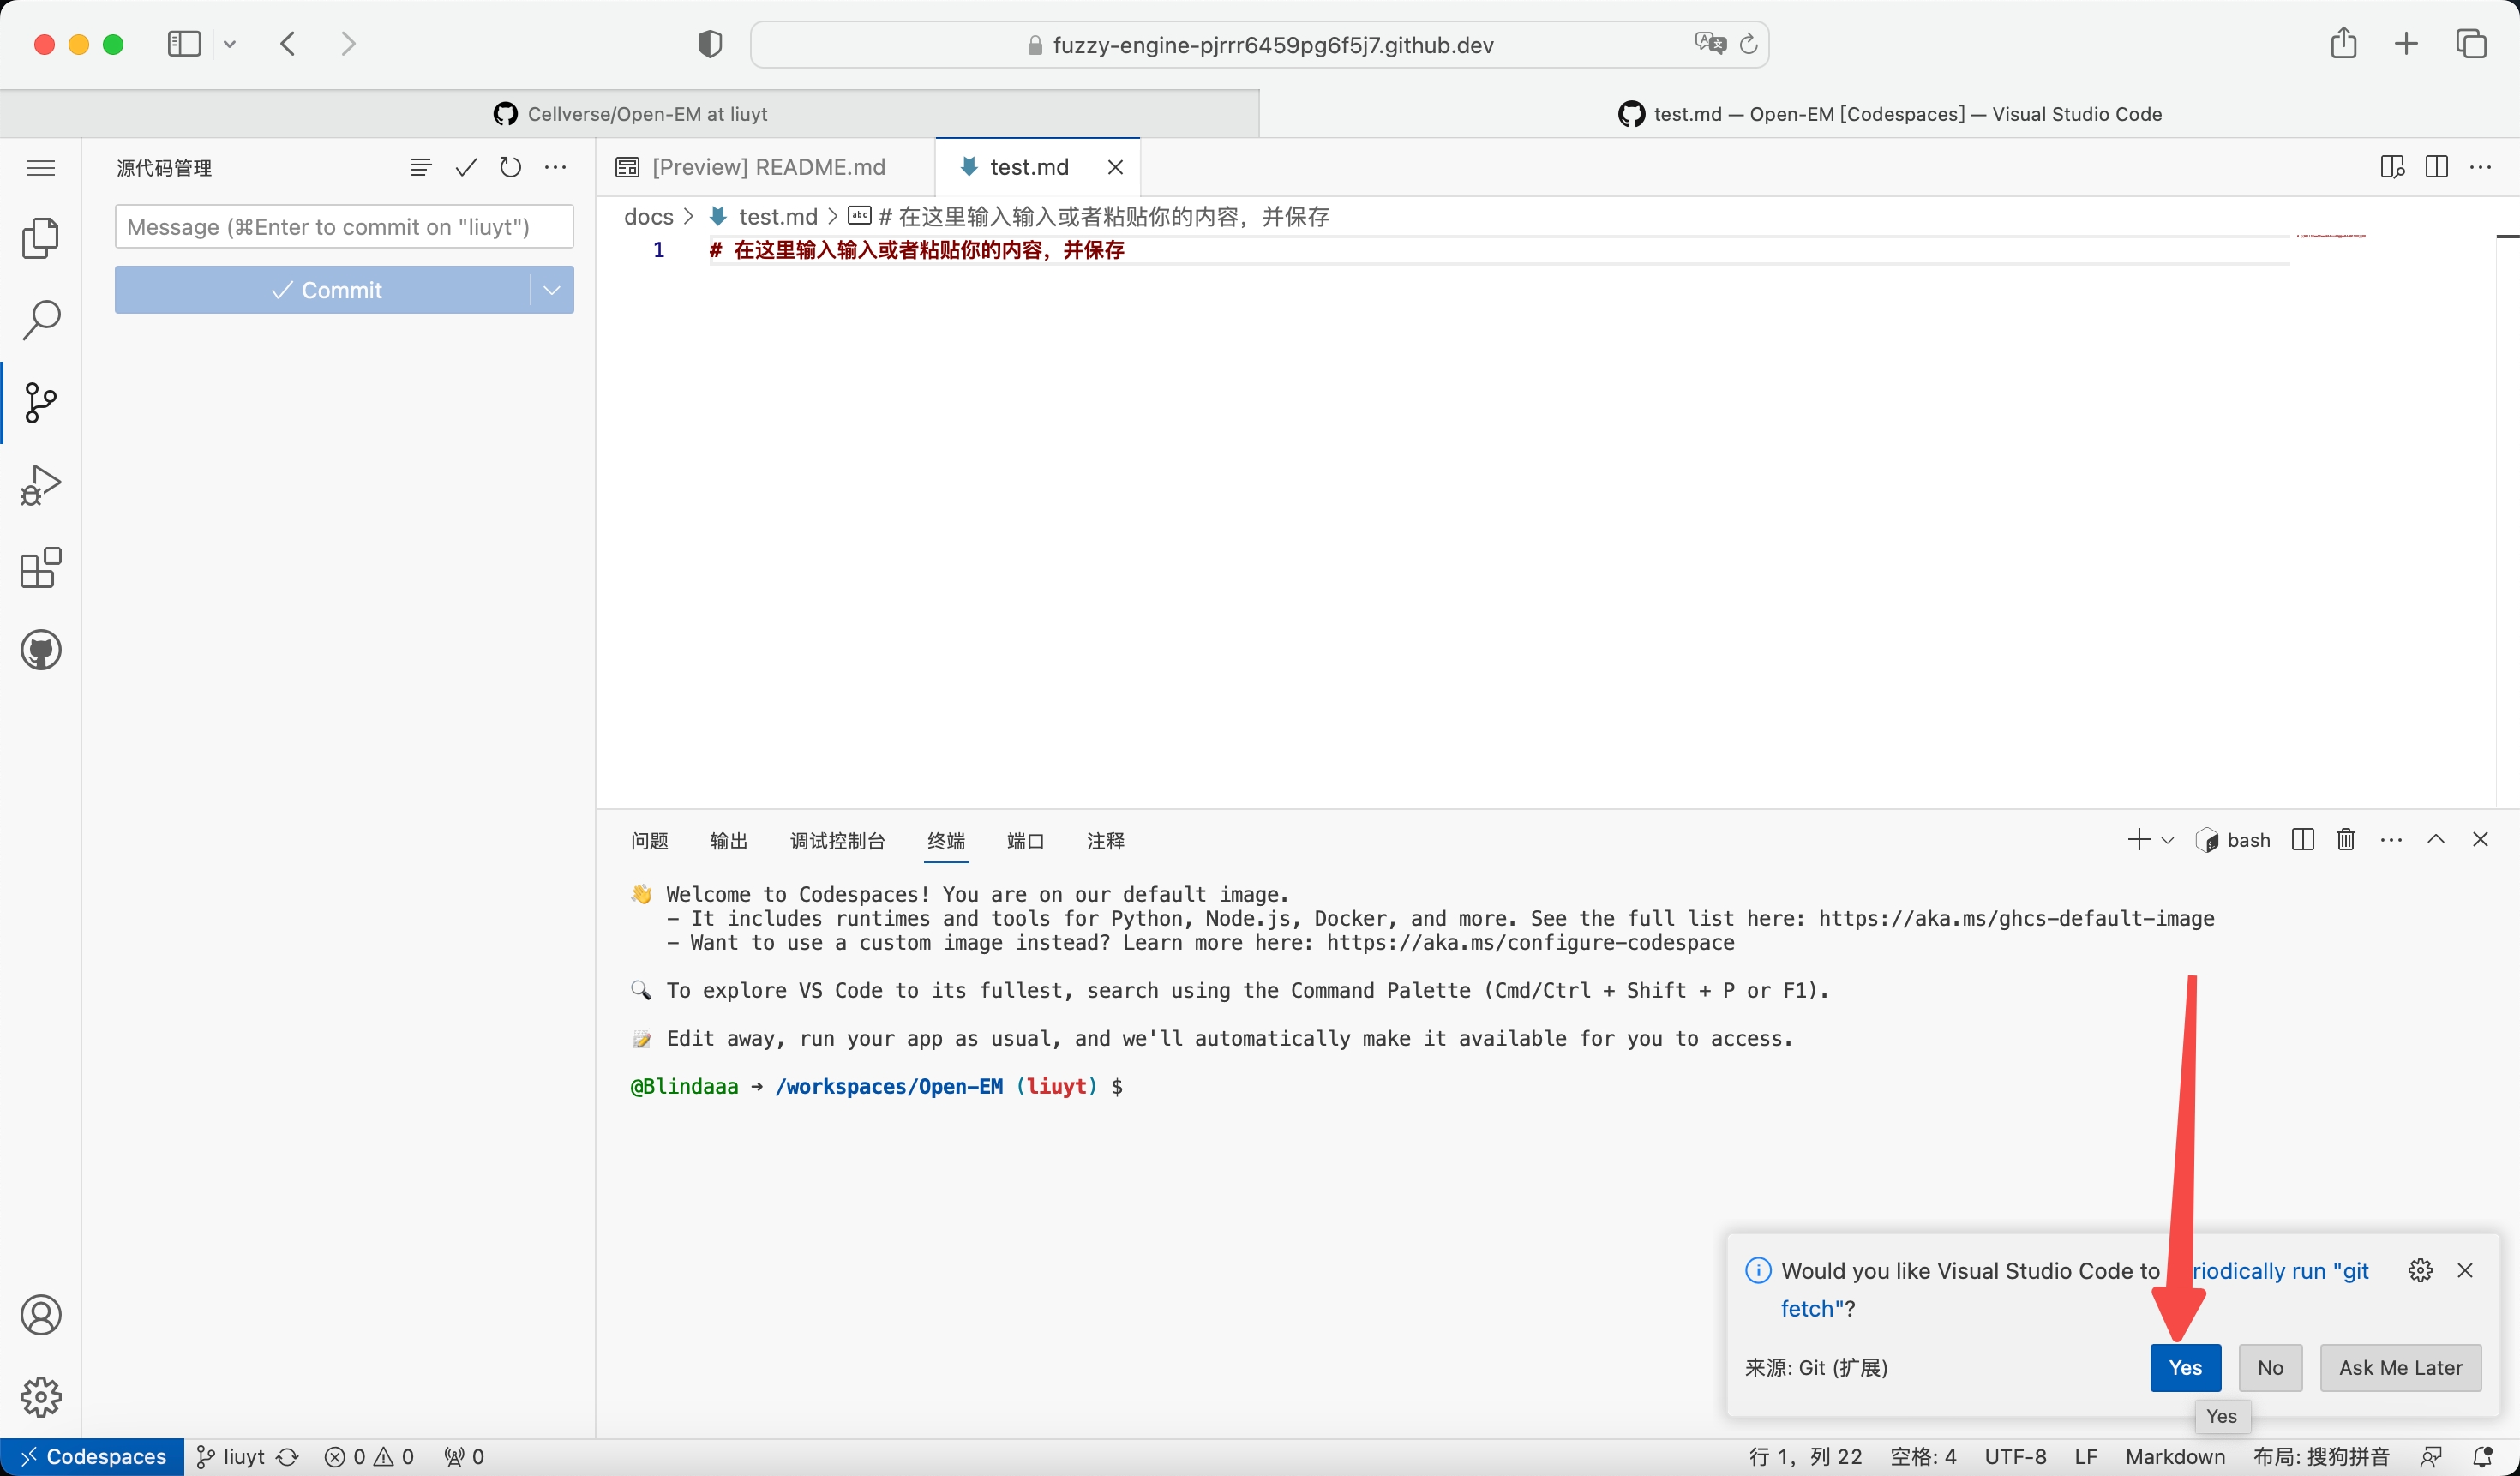 fuzzy-engine-pjrrr6459pg6f5j7.github.dev
Cellverse/Open-EM at liuyt
test.md — Open-EM [Codespaces] — Visual Studio Code
源代码管理
Message (⌘Enter to commit on "liuyt")
Commit
[Preview] README.md
test.md
docs > test.md > # 在这里输入输入或者粘贴你的内容，并保存
1 # 在这里输入输入或者粘贴你的内容，并保存
问题 输出 调试控制台 终端 端口 注释
bash
👋 Welcome to Codespaces! You are on our default image.
- It includes runtimes and tools for Python, Node.js, Docker, and more. See the full list here: https://aka.ms/ghcs-default-image
- Want to use a custom image instead? Learn more here: https://aka.ms/configure-codespace
🔍 To explore VS Code to its fullest, search using the Command Palette (Cmd/Ctrl + Shift + P or F1).
📝 Edit away, run your app as usual, and we'll automatically make it available for you to access.
@Blindaaa → /workspaces/Open-EM (liuyt) $
Would you like Visual Studio Code to riodically run "git
fetch"?
来源: Git (扩展)
Yes No Ask Me Later
Yes
Codespaces liuyt 0 0 0
行 1，列 22 空格: 4 UTF-8 LF Markdown 布局: 搜狗拼音